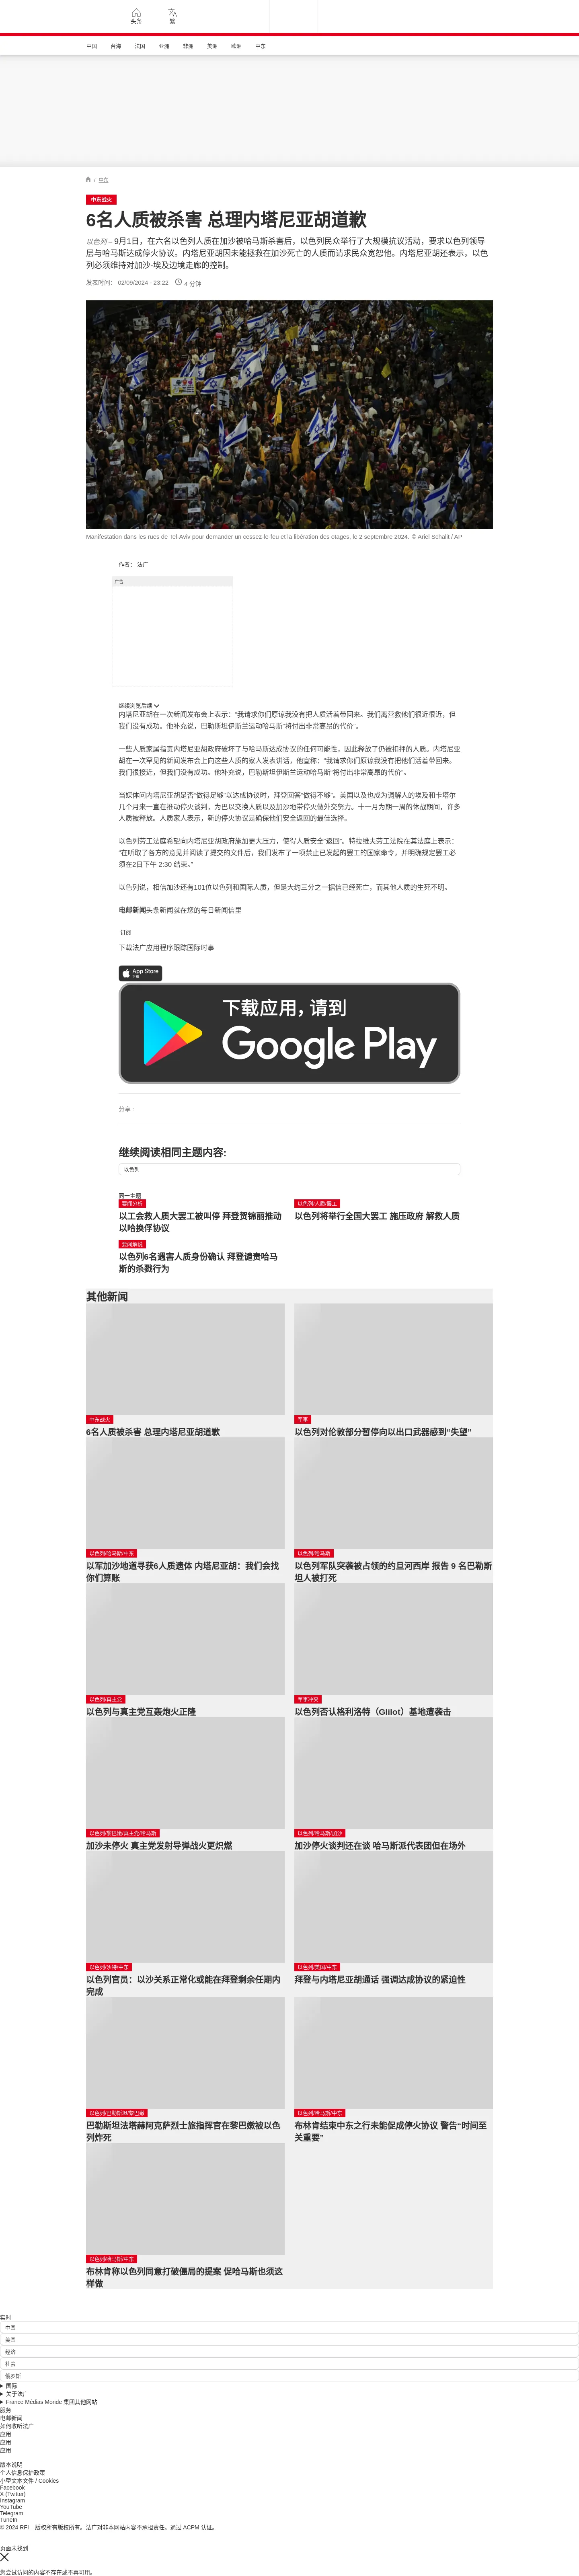 头条
繁
中国 台海 法国 亚洲 非洲 美洲 欧洲 中东
/ 中东
中东战火
6名人质被杀害 总理内塔尼亚胡道歉
以色列 – 9月1日，在六名以色列人质在加沙被哈马斯杀害后，以色列民众举行了大规模抗议活动，要求以色列领导
层与哈马斯达成停火协议。内塔尼亚胡因未能拯救在加沙死亡的人质而请求民众宽恕他。内塔尼亚胡还表示，以色
列必须维持对加沙-埃及边境走廊的控制。
发表时间： 02/09/2024 - 23:22 4 分钟
Manifestation dans les rues de Tel-Aviv pour demander un cessez-le-feu et la libération des otages, le 2 septembre 2024. © Ariel Schalit / AP
作者： 法广
广告
继续浏览后续
内塔尼亚胡在一次新闻发布会上表示：“我请求你们原谅我没有把人质活着带回来。我们离营救他们很近很近，但
我们没有成功。他补充说，巴勒斯坦伊斯兰运动哈马斯“将付出非常高昂的代价”。
一些人质家属指责内塔尼亚胡政府破坏了与哈马斯达成协议的任何可能性，因此释放了仍被扣押的人质。内塔尼亚
胡在一次罕见的新闻发布会上向这些人质的家人发表讲话，他宣称：“我请求你们原谅我没有把他们活着带回来。
我们很接近，但我们没有成功。他补充说，巴勒斯坦伊斯兰运动哈马斯“将付出非常高昂的代价”。
当媒体问内塔尼亚胡是否“做得足够”以达成协议时，拜登回答“做得不够”。美国以及也成为调解人的埃及和卡塔尔
几个月来一直在推动停火谈判，为巴以交换人质以及加沙地带停火做外交努力。十一月为期一周的休战期间，许多
人质被释放。人质家人表示，新的停火协议是确保他们安全返回的最佳选择。
以色列劳工法庭希望向内塔尼亚胡政府施加更大压力，使得人质安全“返回”。特拉维夫劳工法院在其法庭上表示：
“在听取了各方的意见并阅读了提交的文件后，我们发布了一项禁止已发起的罢工的国家命令，并明确规定罢工必
须在2日下午 2:30 结束。”
以色列说，相信加沙还有101位以色列和国际人质，但是大约三分之一据信已经死亡，而其他人质的生死不明。
电邮新闻头条新闻就在您的每日新闻信里
订阅
下载法广应用程序跟踪国际时事
App Store
下载
下载应用，请到
Google Play
分享 :
继续阅读相同主题内容:
以色列
同一主题
要闻分析
以工会救人质大罢工被叫停 拜登贺锦丽推动
以哈换俘协议
以色列/人质/罢工
以色列将举行全国大罢工 施压政府 解救人质
要闻解说
以色列6名遇害人质身份确认 拜登谴责哈马
斯的杀戮行为
其他新闻
中东战火
6名人质被杀害 总理内塔尼亚胡道歉
军事
以色列对伦敦部分暂停向以出口武器感到“失望”
以色列/哈马斯/中东
以军加沙地道寻获6人质遗体 内塔尼亚胡：我们会找
你们算账
以色列/哈马斯
以色列军队突袭被占领的约旦河西岸 报告 9 名巴勒斯
坦人被打死
以色列/真主党
以色列与真主党互轰炮火正隆
军事冲突
以色列否认格利洛特（Glilot）基地遭袭击
以色列/黎巴嫩/真主党/哈马斯
加沙未停火 真主党发射导弹战火更炽燃
以色列/哈马斯/加沙
加沙停火谈判还在谈 哈马斯派代表团但在场外
以色列/沙特/中东
以色列官员：以沙关系正常化或能在拜登剩余任期内
完成
以色列/美国/中东
拜登与内塔尼亚胡通话 强调达成协议的紧迫性
以色列/巴勒斯坦/黎巴嫩
巴勒斯坦法塔赫阿克萨烈士旅指挥官在黎巴嫩被以色
列炸死
以色列/哈马斯/中东
布林肯结束中东之行未能促成停火协议 警告“时间至
关重要”
以色列/哈马斯/中东
布林肯称以色列同意打破僵局的提案 促哈马斯也须这
样做
实时
中国
美国
经济
社会
俄罗斯
国际
关于法广
France Médias Monde 集团其他网站
服务
电邮新闻
如何收听法广
应用
应用
应用
版本说明
个人信息保护政策
小型文本文件 / Cookies
Facebook
X (Twitter)
Instagram
YouTube
Telegram
TuneIn
© 2024 RFI – 版权所有版权所有。法广对非本网站内容不承担责任。通过 ACPM 认证。
页面未找到
您尝试访问的内容不存在或不再可用。